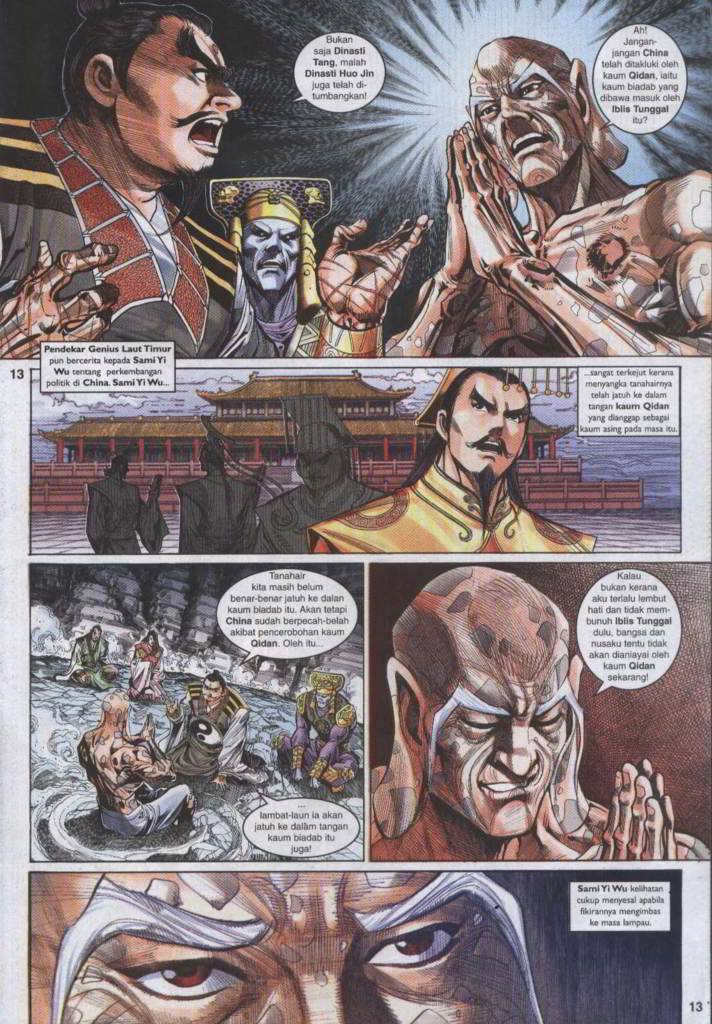 Bukan
saja Dinasti
Tang, malah
Dinasti Huo Jin
juga telah di-
tumbangkan!
Ah!
Jangan-
jangan China
telah ditakluki oleh
kaum Qidan, iaitu
kaum biadab yang
dibawa masuk oleh
Iblis Tunggal
itu?
Pendekar Genius Laut Timur
pun bercerita kepada Sami Yi
Wu tentang perkembangan
politik di China. Sami Yi Wu...
13
...sangat terkejut kerana
menyangka tanahairnya
telah jatuh ke dalam
tangan kaum Qidan
yang dianggap sebagai
kaum asing pada masa itu.
Tanahair
kita masih belum
benar-benar jatuh ke dalan
kaum biadab itu. Akan tetapi
China sudah berpecah-belah
akibat pencerobohan kaum
Qidan. Oleh itu...
...
lambat-laun ia akan
jatuh ke dalam tangan
kaum biadab itu
juga!
Kalau
bukan kerana
aku terlalu lembut
hati dan tidak mem-
bunuh Iblis Tunggal
dulu, bangsa dan
nusaku tentu tidak
akan dianiayai oleh
kaum Qidan
sekarang!
Sami Yi Wu kelihatan
cukup menyesal apabila
fikirannya mengimbas
ke masa lampau.
13